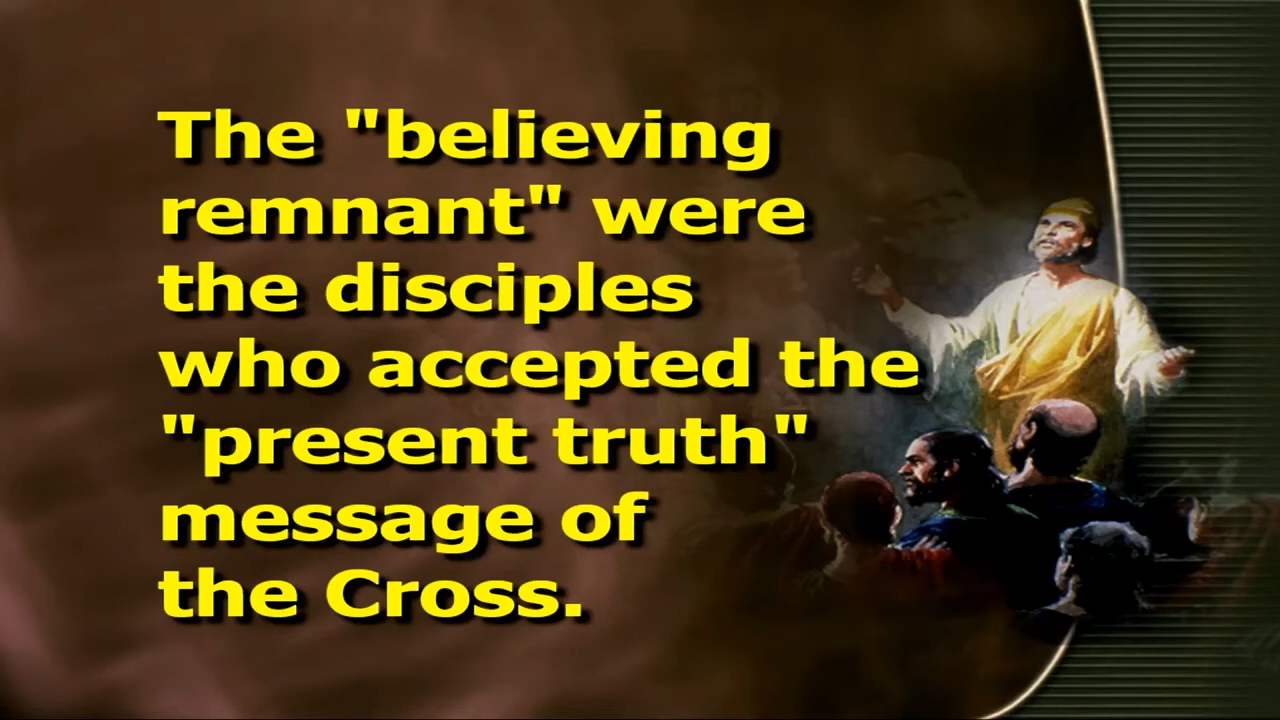 The "believing
remnant" were
the disciples
who accepted the
"present truth"
message of
the Cross.